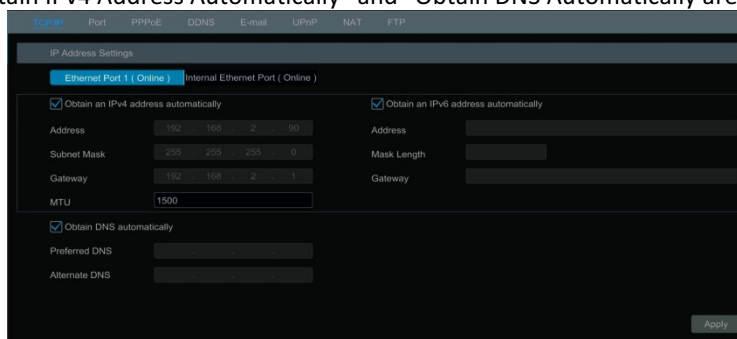 tain IPv4 Address Automatically" and "Obtain DNS Automatically" are
TCP/IP Port PPPoE DDNS E-mail UPnP NAT FTP
IP Address Settings
Ethernet Port 1 ( Online ) Internal Ethernet Port ( Online )
Obtain an IPv4 address automatically Obtain an IPv6 address automatically
Address 192 . 168 . 2 . 90 Address
Subnet Mask 255 . 255 . 255 . 0 Mask Length
Gateway 192 . 168 . 2 . 1 Gateway
MTU 1500
Obtain DNS automatically
Preferred DNS . . .
Alternate DNS . . .
Apply